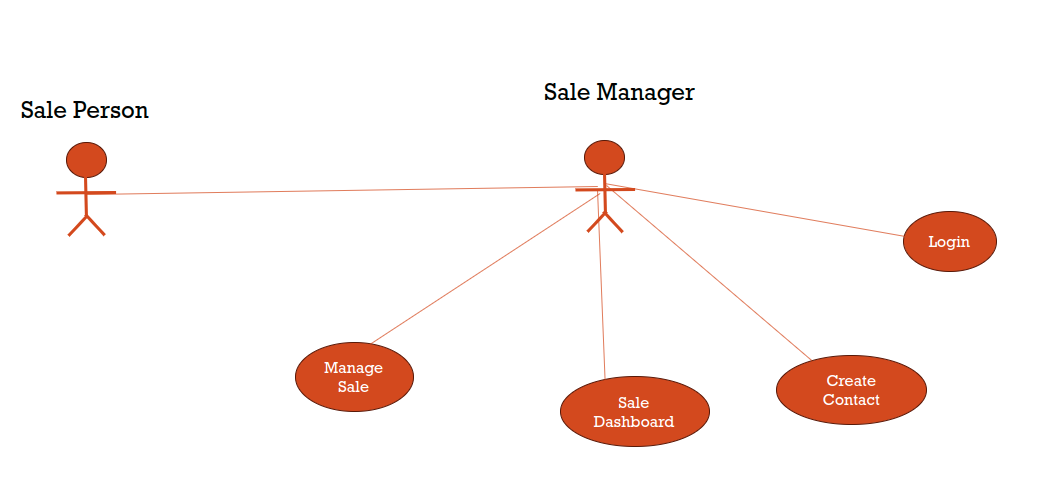 Sale Manager
Sale Person
Login
Manage
Sale
Sale
Dashboard
Create
Contact